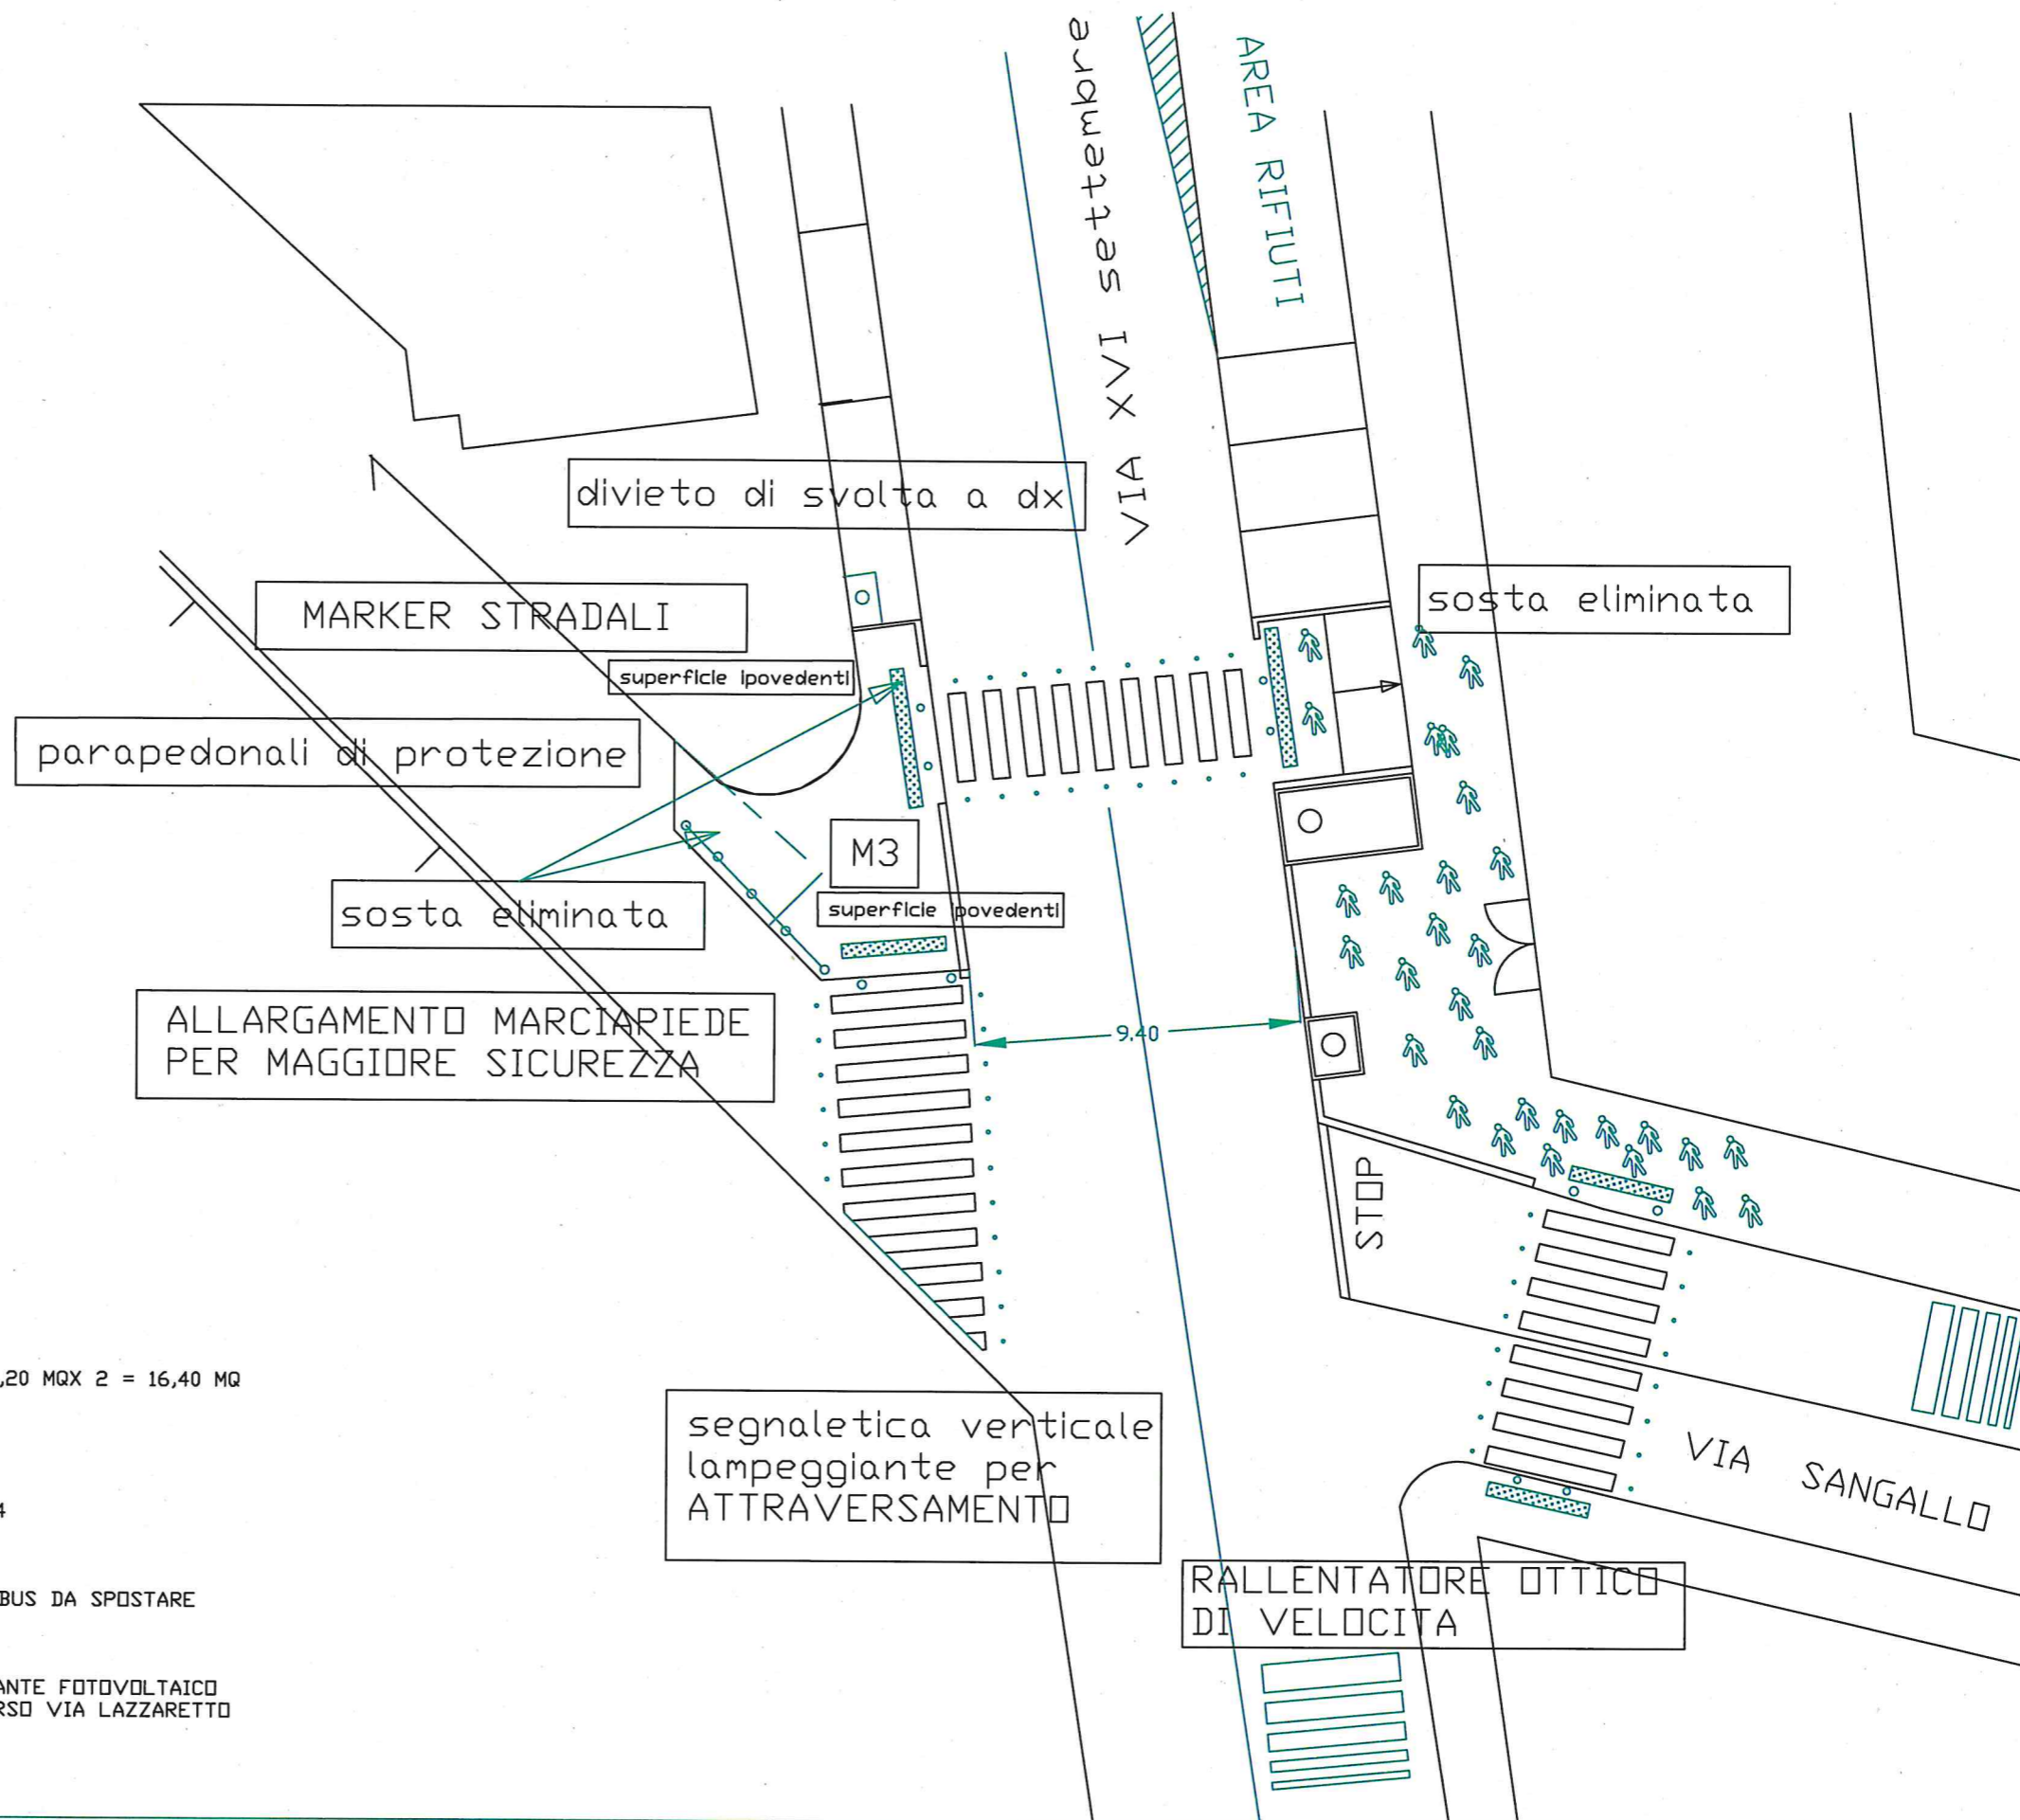 VIA XVI settembre
AREA RIFIUTI
divieto di svolta a dx
sosta eliminata
MARKER STRADALI
superficie ipovedenti
parapedonali di protezione
M3
sosta eliminata
superficie ipovedenti
ALLARGAMENTO MARCIAPIEDE
PER MAGGIORE SICUREZZA
9,40
STOP
,20 MQX 2 = 16,40 MQ
segnaletica verticale
lampeggiante per
ATTRAVERSAMENTO
VIA SANGALLO
4
BUS DA SPOSTARE
RALLENTATORE OTTICO
DI VELOCITA
ANTE FOTOVOLTAICO
RSO VIA LAZZARETTO